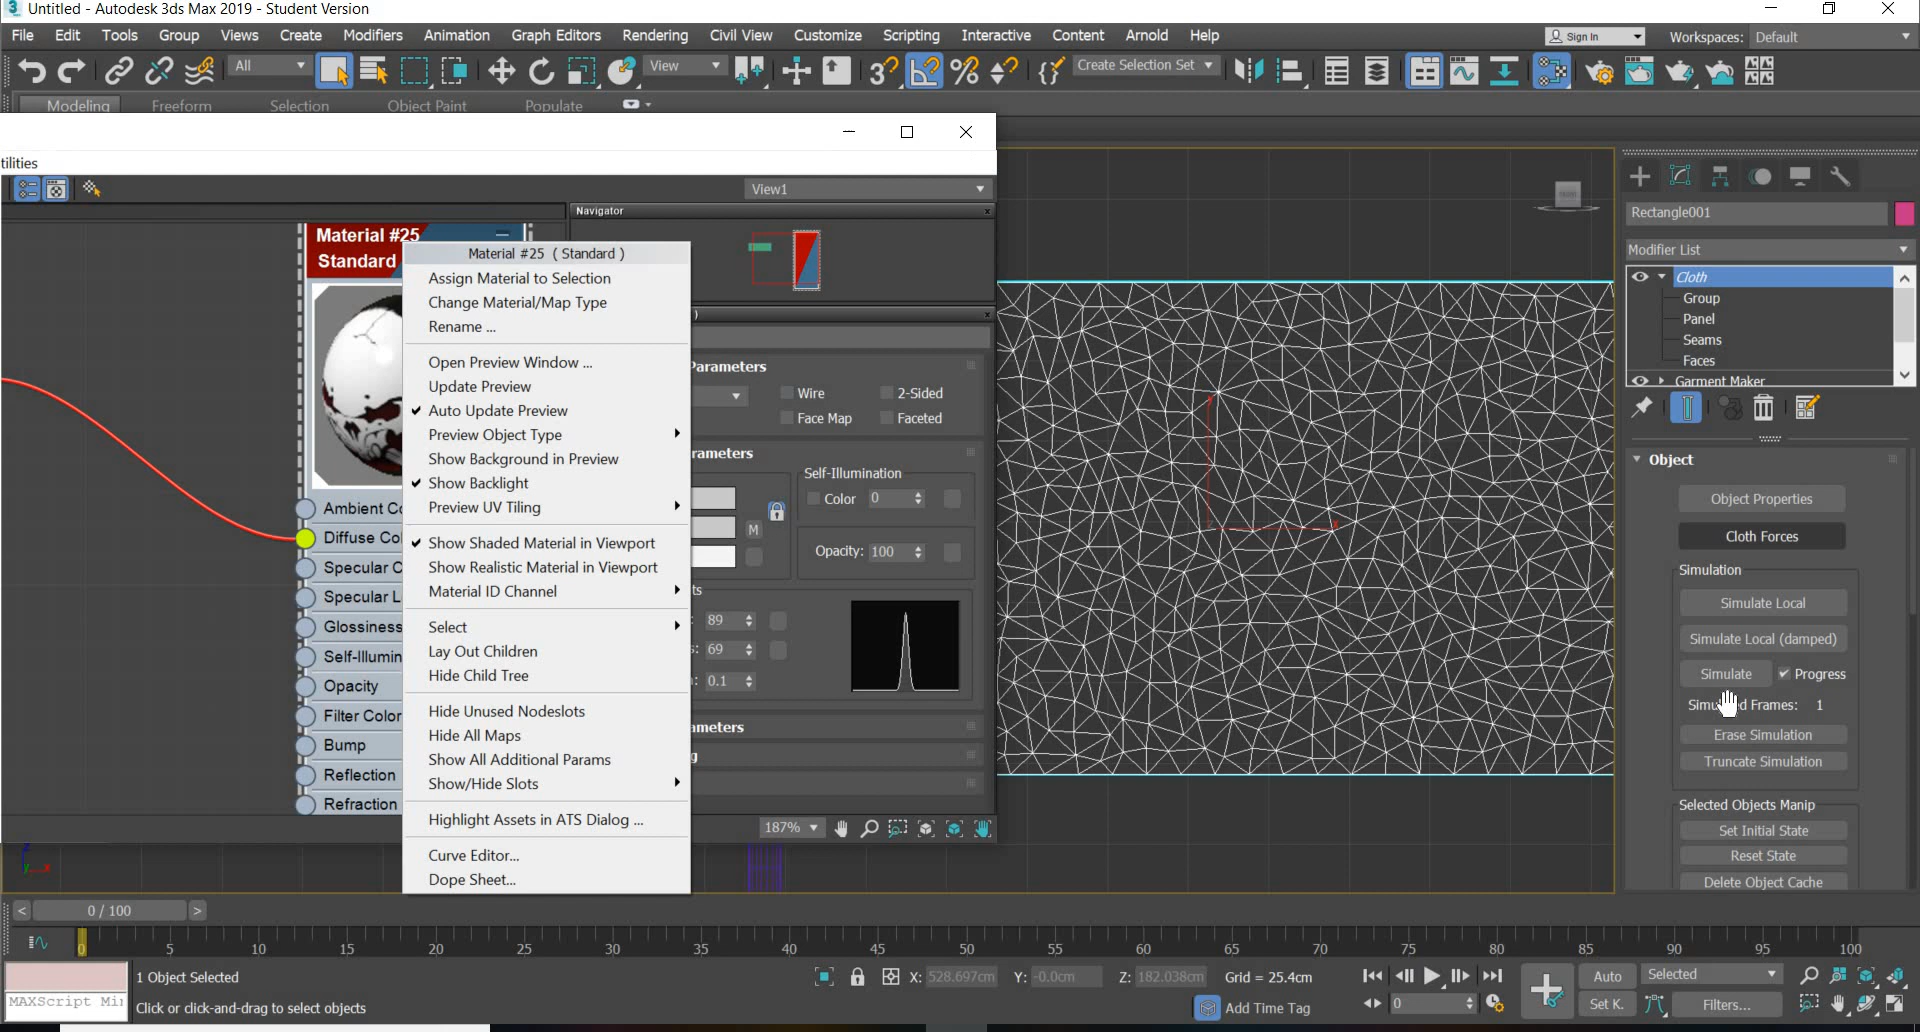 Untitled - Autodesk 3ds Max 2019 - Student Version
File Edit Tools Group Views Create Modifiers Animation Graph Editors Rendering Civil View Customize Scripting Interactive Content Arnold Help
Sign In
Workspaces: Default
All
View
Create Selection Set
Modeling Freeform Selection Object Paint Populate
tilities
View1
Navigator
Material #25
Standard
Material #25 ( Standard )
Assign Material to Selection
Change Material/Map Type
Rename ...
Open Preview Window ...
Update Preview
Auto Update Preview
Preview Object Type
Show Background in Preview
Show Backlight
Preview UV Tiling
Show Shaded Material in Viewport
Show Realistic Material in Viewport
Material ID Channel
Select
Lay Out Children
Hide Child Tree
Hide Unused Nodeslots
Hide All Maps
Show All Additional Params
Show/Hide Slots
Highlight Assets in ATS Dialog ...
Curve Editor...
Dope Sheet...
Ambient Co
Diffuse Col
Specular C
Specular L
Glossiness
Self-Illumin
Opacity
Filter Color
Bump
Reflection
Refraction
)
Parameters
Wire 2-Sided
Face Map Faceted
rameters
Self-Illumination
Color 0
M
Opacity: 100
ts
: 89
s: 69
: 0.1
ameters
g
187%
Rectangle001
Modifier List
Cloth
Group
Panel
Seams
Faces
Garment Maker
Object
Object Properties
Cloth Forces
Simulation
Simulate Local
Simulate Local (damped)
Simulate Progress
Simu d Frames: 1
Erase Simulation
Truncate Simulation
Selected Objects Manip
Set Initial State
Reset State
Delete Object Cache
x
z
y x
< 0 / 100 >
0 5 10 15 20 25 30 35 40 45 50 55 60 65 70 75 80 85 90 95 100
1 Object Selected
MAXScript Mi
Click or click-and-drag to select objects
X: 528.697cm Y: -0.0cm Z: 182.038cm Grid = 25.4cm
Add Time Tag
0
Auto Selected
Set K. Filters...